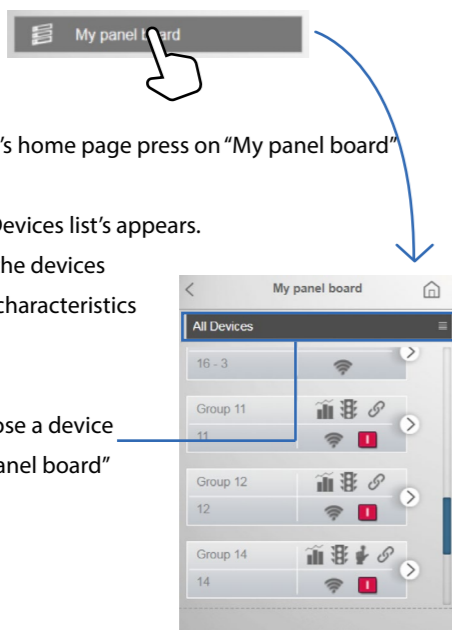 My panel board
's home page press on "My panel board"
Devices list's appears.
he devices
characteristics
ose a device
anel board"
My panel board
All Devices
16 - 3
Group 11
11
Group 12
12
Group 14
14